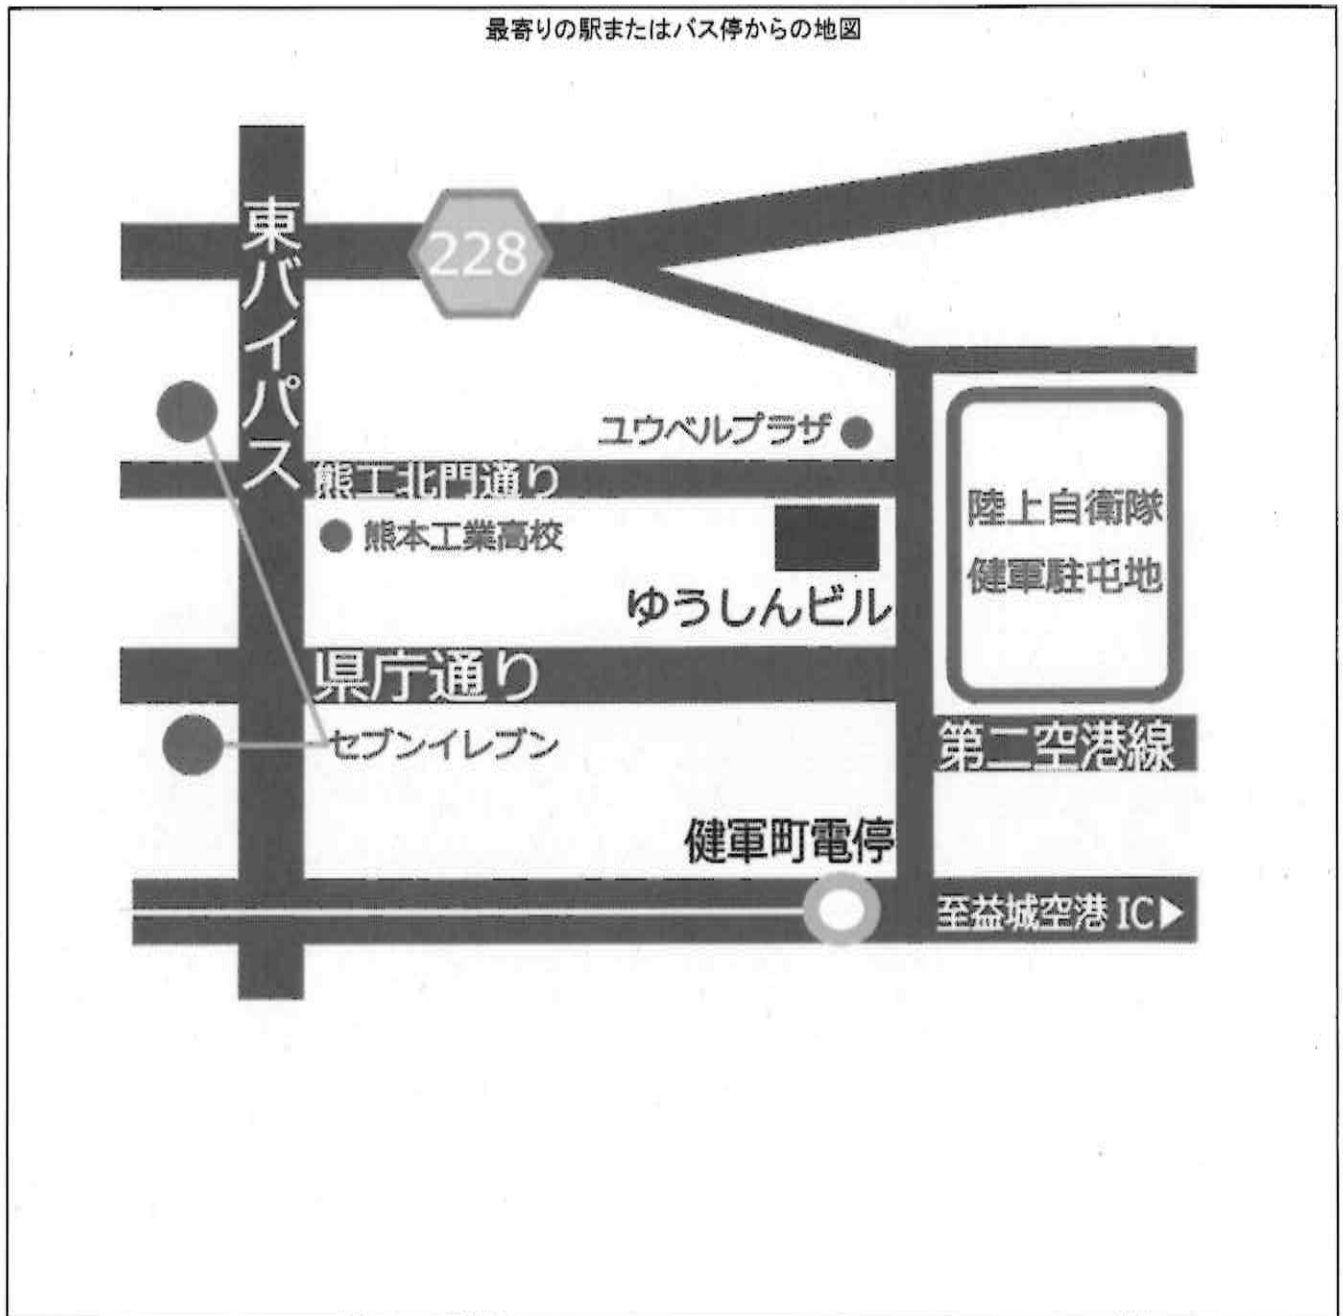 最寄りの駅またはバス停からの地図
東バイパス
228
ユウベルプラザ
熊工北門通り
熊本工業高校
陸上自衛隊
健軍駐屯地
ゆうしんビル
県庁通り
セブンイレブン
第二空港線
健軍町電停
至益城空港 IC▶